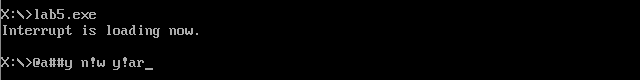 X:\>lab5.exe
Interrupt is loading now.
X:\>@a##y n!w y!ar_